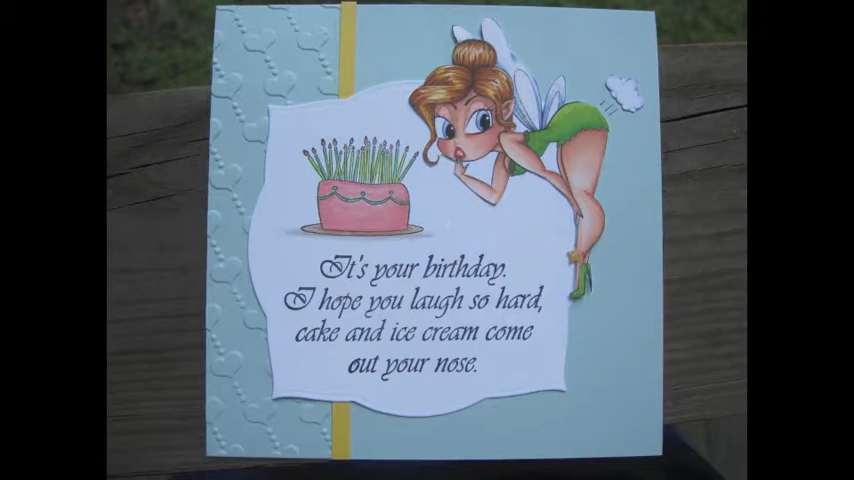 It's your birthday.
I hope you laugh so hard,
cake and ice cream come
out your nose.